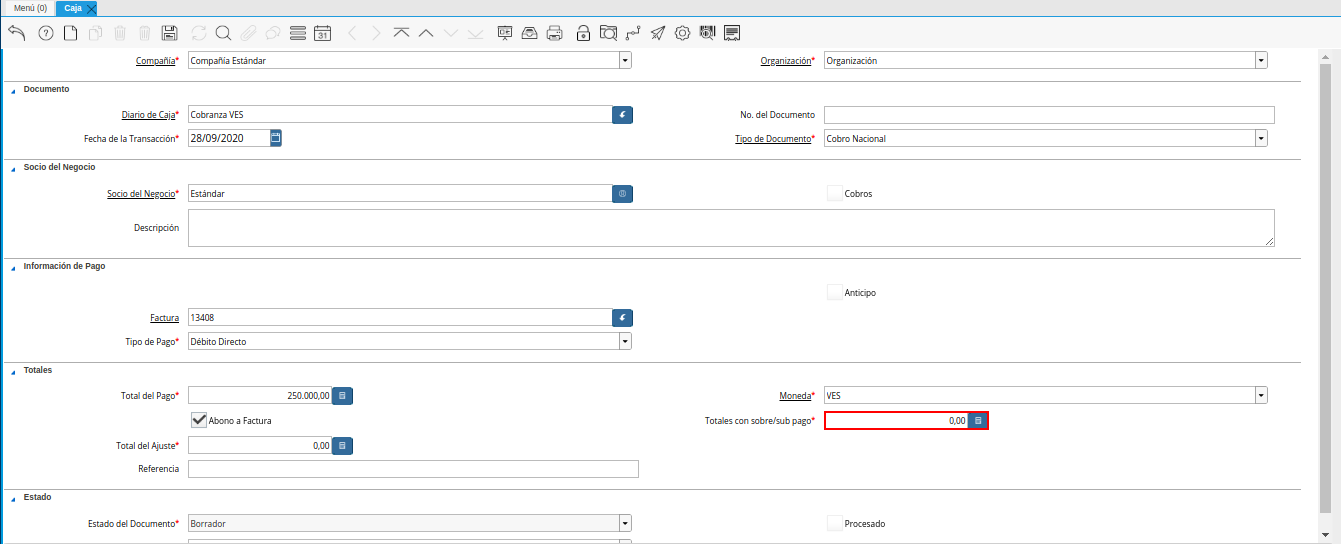 Menú (0) Caja
31
Compañía* Compañía Estándar Organización* Organización
Documento
Diario de Caja* Cobranza VES No. del Documento
Fecha de la Transacción* 28/09/2020 Tipo de Documento* Cobro Nacional
Socio del Negocio
Socio del Negocio* Estándar Cobros
Descripción
Información de Pago
Anticipo
Factura 13408
Tipo de Pago* Débito Directo
Totales
Total del Pago* 250.000,00 Moneda* VES
Abono a Factura Totales con sobre/sub pago* 0,00
Total del Ajuste* 0,00
Referencia
Estado
Estado del Documento* Borrador Procesado